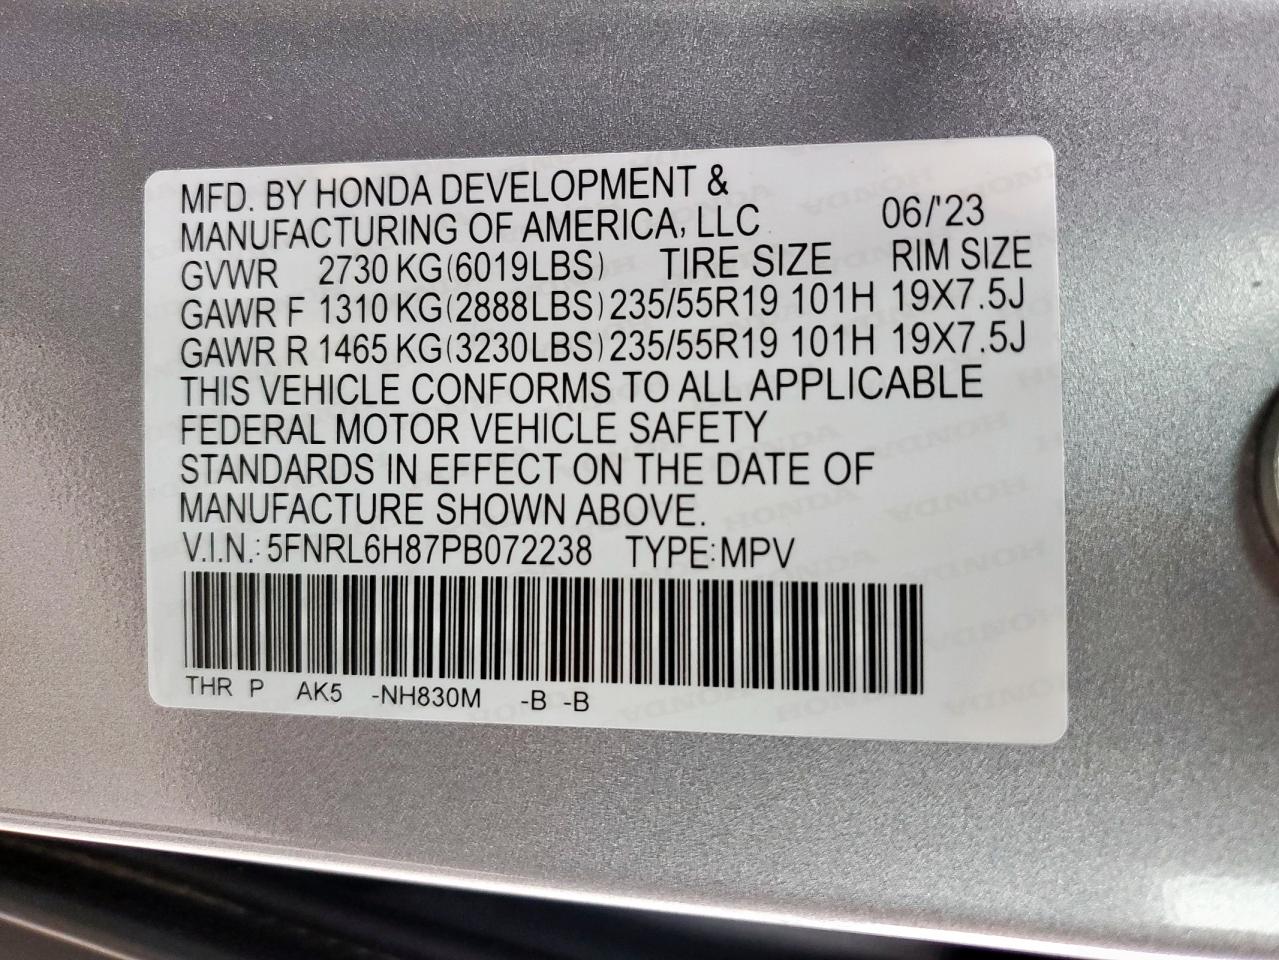 MFD. BY HONDA DEVELOPMENT &
MANUFACTURING OF AMERICA, LLC 06/'23
GVWR 2730 KG(6019LBS) TIRE SIZE RIM SIZE
GAWR F 1310 KG(2888LBS) 235/55R19 101H 19X7.5J
GAWR R 1465 KG(3230LBS) 235/55R19 101H 19X7.5J
THIS VEHICLE CONFORMS TO ALL APPLICABLE
FEDERAL MOTOR VEHICLE SAFETY
STANDARDS IN EFFECT ON THE DATE OF
MANUFACTURE SHOWN ABOVE.
V.I.N.: 5FNRL6H87PB072238 TYPE:MPV
THR P AK5 -NH830M -B -B